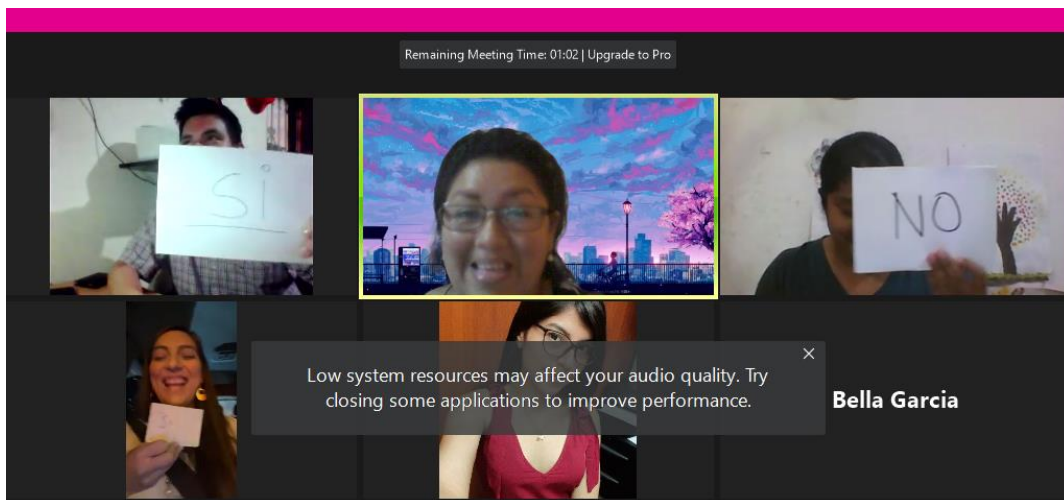 Remaining Meeting Time: 01:02 | Upgrade to Pro
Si
NO
Low system resources may affect your audio quality. Try
closing some applications to improve performance.
Bella Garcia